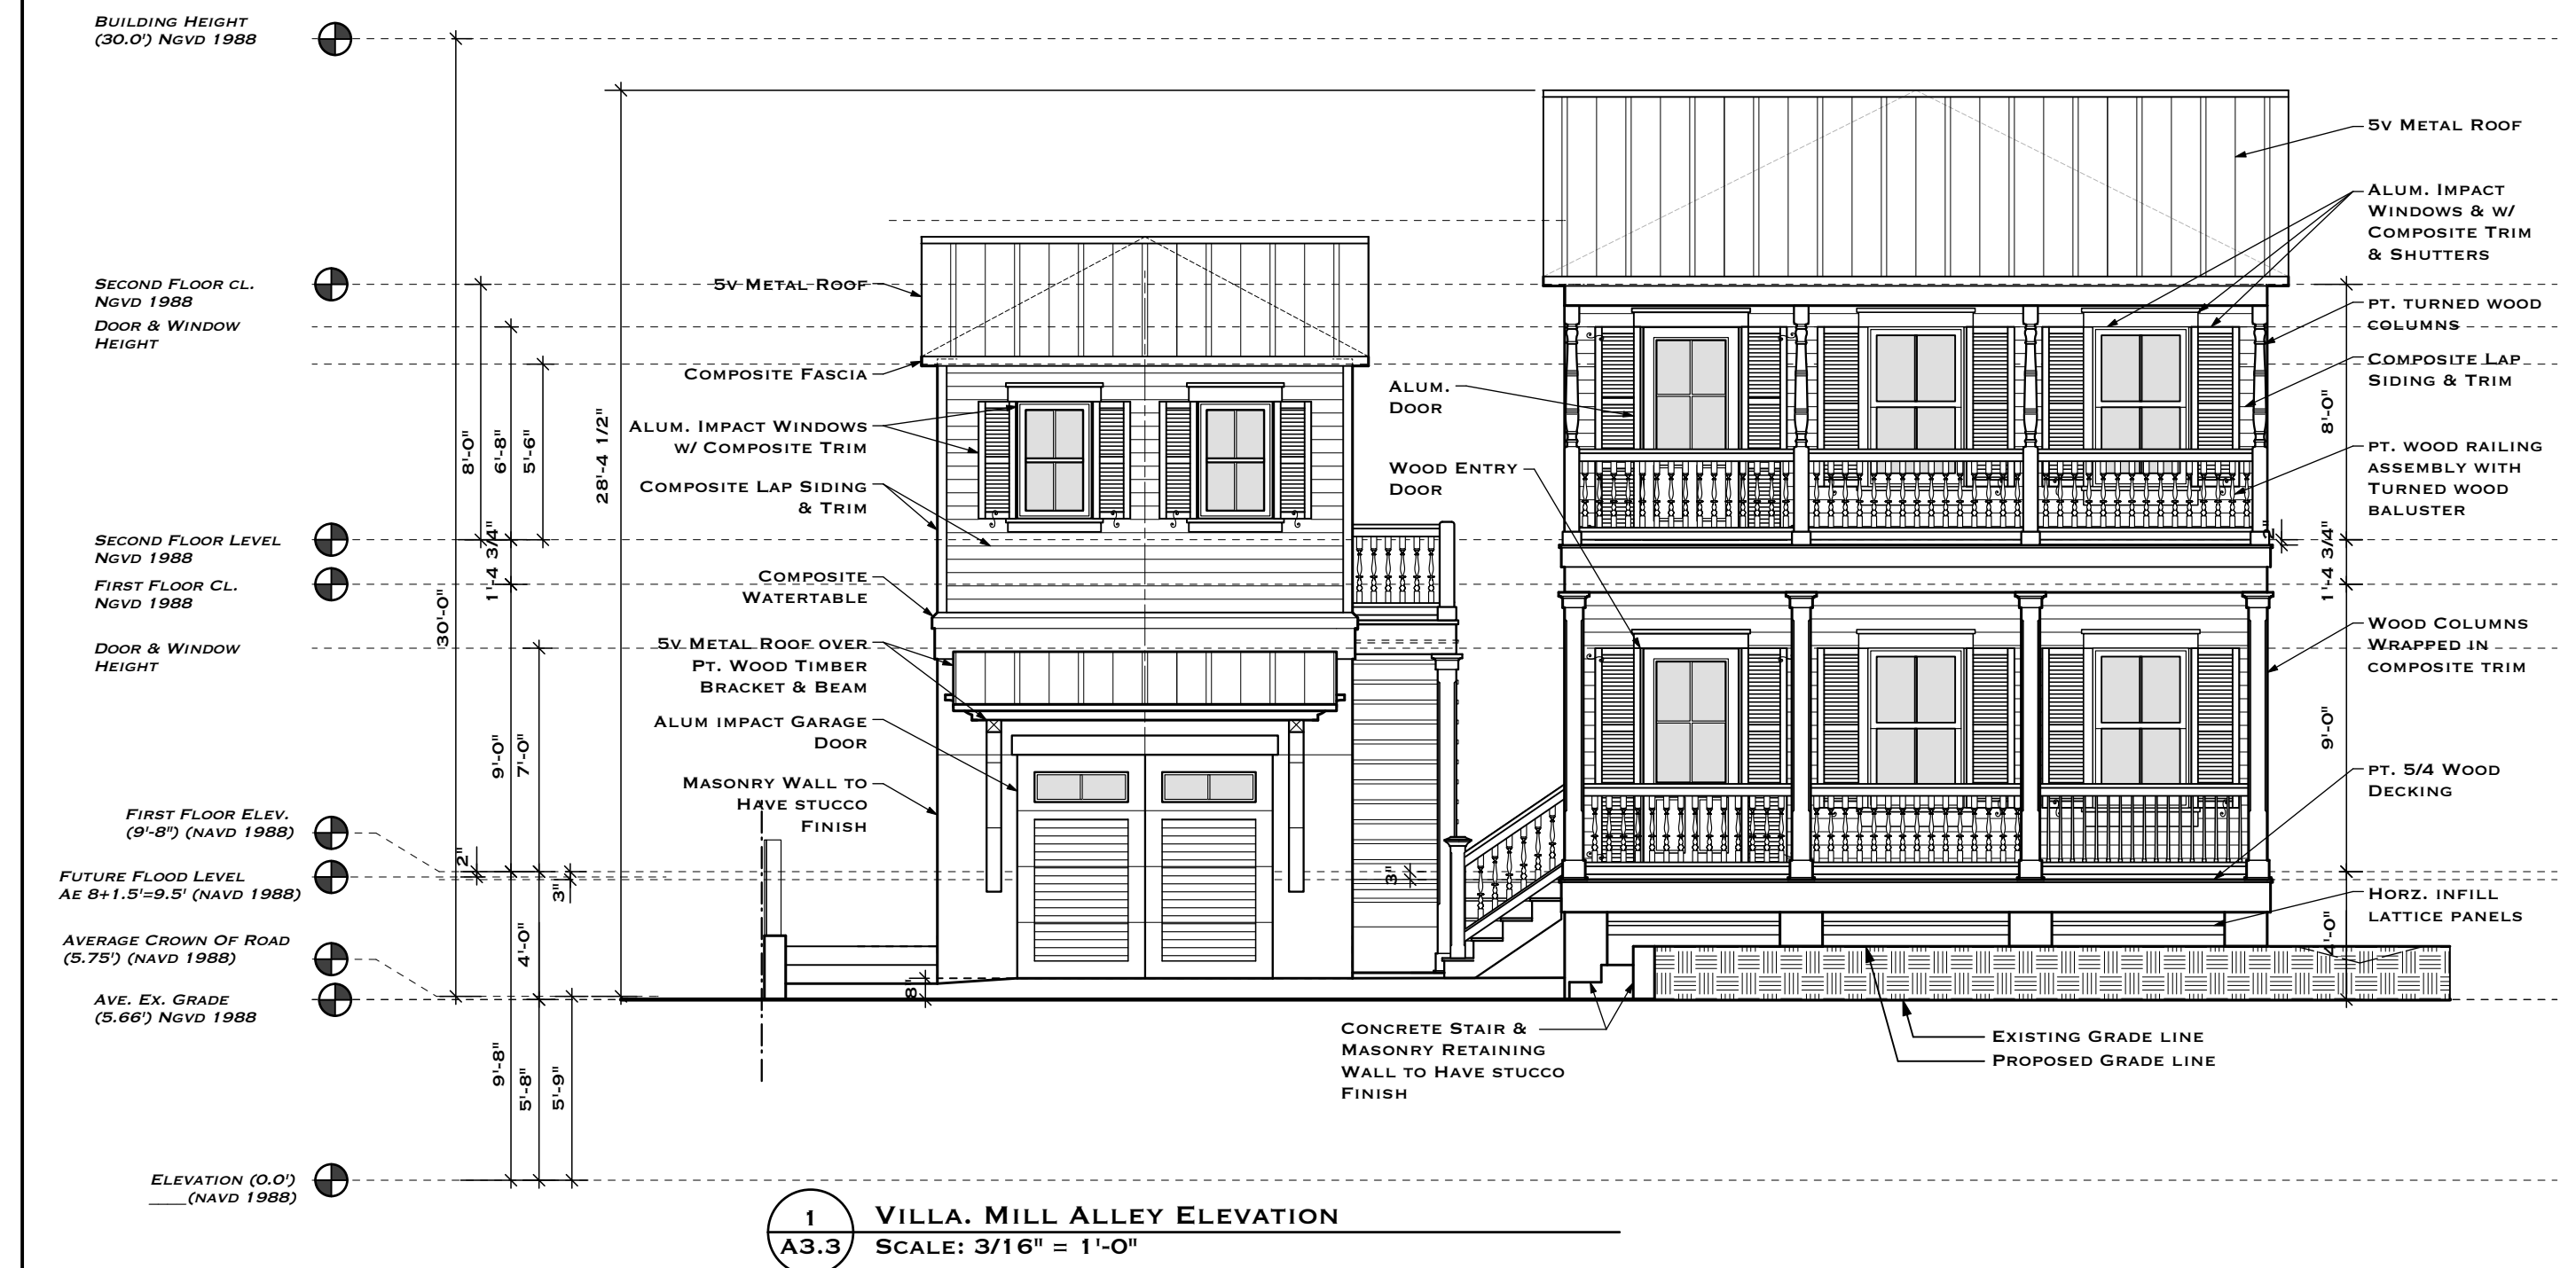 BUILDING HEIGHT
(30.0') NGVD 1988
SECOND FLOOR CL.
NGVD 1988
DOOR & WINDOW
HEIGHT
SECOND FLOOR LEVEL
NGVD 1988
FIRST FLOOR CL.
NGVD 1988
DOOR & WINDOW
HEIGHT
FIRST FLOOR ELEV.
(9'-8") (NAVD 1988)
FUTURE FLOOD LEVEL
AE 8+1.5'=9.5' (NAVD 1988)
AVERAGE CROWN OF ROAD
(5.75') (NAVD 1988)
AVE. EX. GRADE
(5.66') NGVD 1988
ELEVATION (0.0')
____(NAVD 1988)
30'-0"
8'-0"
6'-8"
5'-6"
1'-4 3/4"
9'-0"
7'-0"
2"
3"
4'-0"
9'-8"
5'-8"
5'-9"
28'-4 1/2"
5V METAL ROOF
COMPOSITE FASCIA
ALUM. IMPACT WINDOWS
W/ COMPOSITE TRIM
COMPOSITE LAP SIDING
& TRIM
COMPOSITE
WATERTABLE
5V METAL ROOF OVER
PT. WOOD TIMBER
BRACKET & BEAM
ALUM IMPACT GARAGE
DOOR
MASONRY WALL TO
HAVE STUCCO
FINISH
8"
3"
ALUM.
DOOR
WOOD ENTRY
DOOR
CONCRETE STAIR &
MASONRY RETAINING
WALL TO HAVE STUCCO
FINISH
5V METAL ROOF
ALUM. IMPACT
WINDOWS & W/
COMPOSITE TRIM
& SHUTTERS
PT. TURNED WOOD
COLUMNS
COMPOSITE LAP
SIDING & TRIM
PT. WOOD RAILING
ASSEMBLY WITH
TURNED WOOD
BALUSTER
WOOD COLUMNS
WRAPPED IN
COMPOSITE TRIM
PT. 5/4 WOOD
DECKING
HORZ. INFILL
LATTICE PANELS
8'-0"
2"
1'-4 3/4"
9'-0"
4'-0"
EXISTING GRADE LINE
PROPOSED GRADE LINE
1
A3.3
VILLA. MILL ALLEY ELEVATION
SCALE: 3/16" = 1'-0"